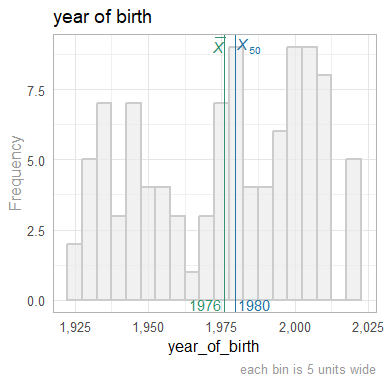 year of birth
X̅ X₅₀
7.5
5.0
2.5
0.0
Frequency
1976 1980
1,925 1,950 1,975 2,000 2,025
year_of_birth
each bin is 5 units wide